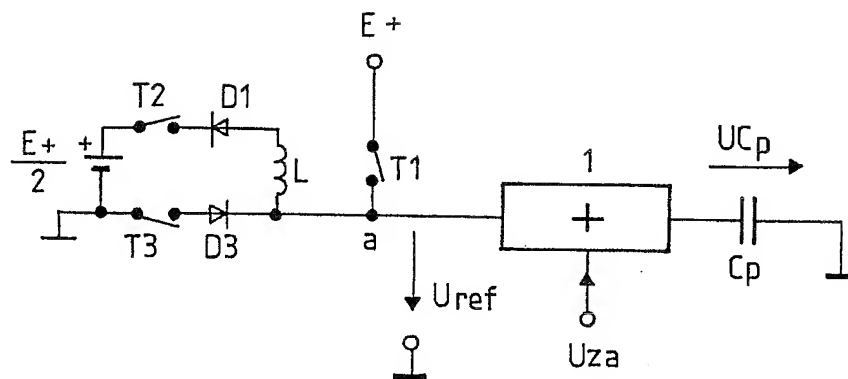 E+
T2
D1
E+
2
+
L
T1
1
UCp
+
T3
D3
a
Uref
Cp
Uza